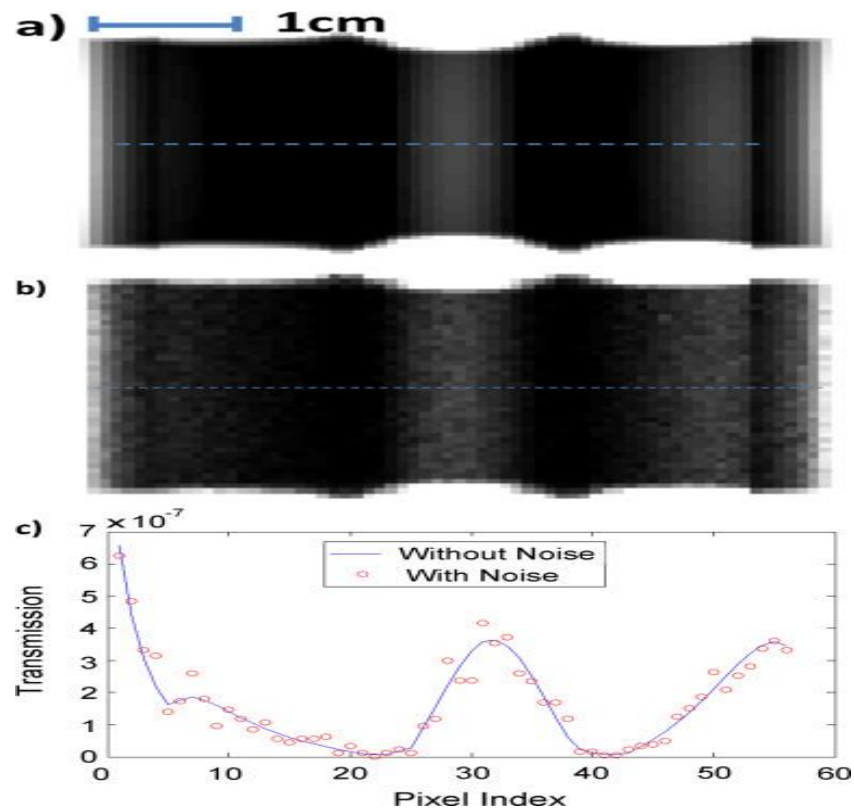 a) 1cm
b)
c) 7 × 10-7
6
5
4
3
2
1
0
Transmission
Without Noise
With Noise
0 10 20 30 40 50 60
Pixel Index